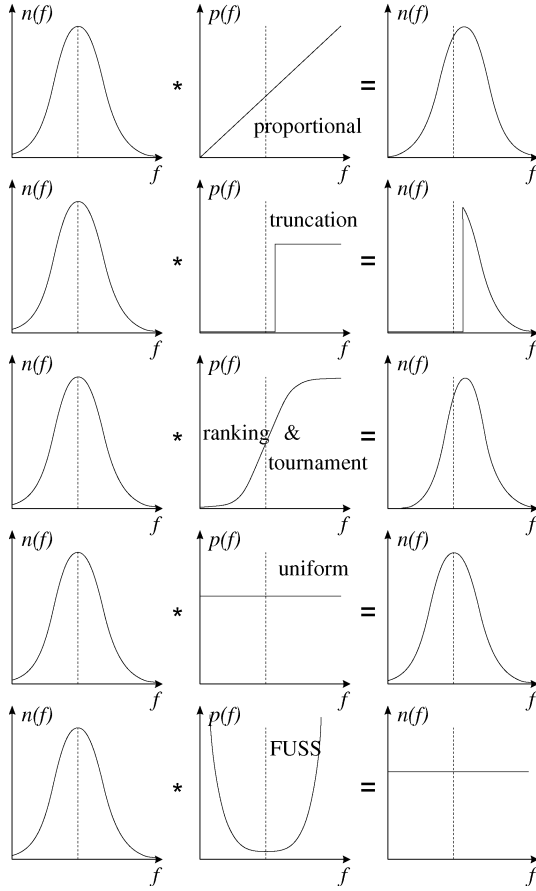 n(f) p(f) n(f)
* =
proportional
f f f
n(f) p(f) n(f)
truncation
* =
f f f
n(f) p(f) n(f)
* ranking & =
tournament
f f f
n(f) p(f) n(f)
uniform
* =
f f f
n(f) p(f) n(f)
FUSS
* =
f f f